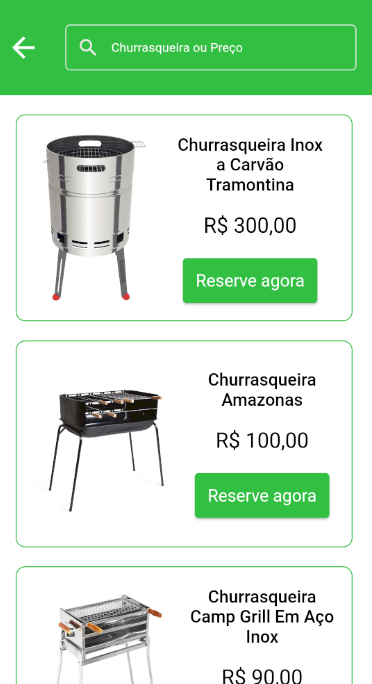 Churrasqueira ou Preço
Churrasqueira Inox
a Carvão
Tramontina
R$ 300,00
Reserve agora
Churrasqueira
Amazonas
R$ 100,00
Reserve agora
Churrasqueira
Camp Grill Em Aço
Inox
R$ 90,00